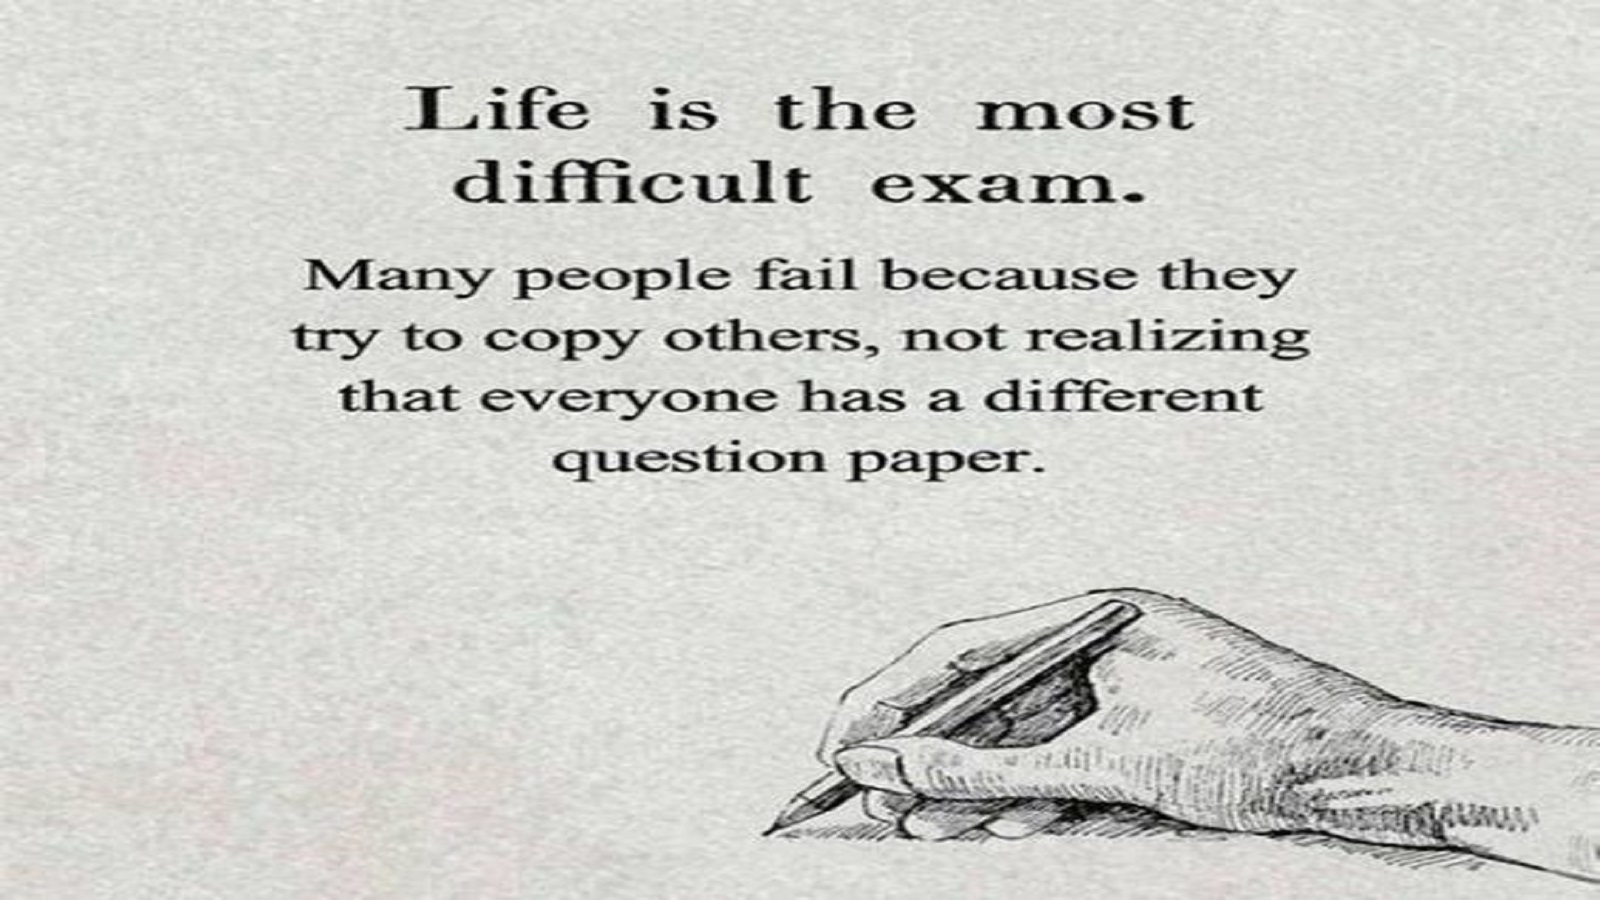 Life is the most
difficult exam.
Many people fail because they
try to copy others, not realizing
that everyone has a different
question paper.